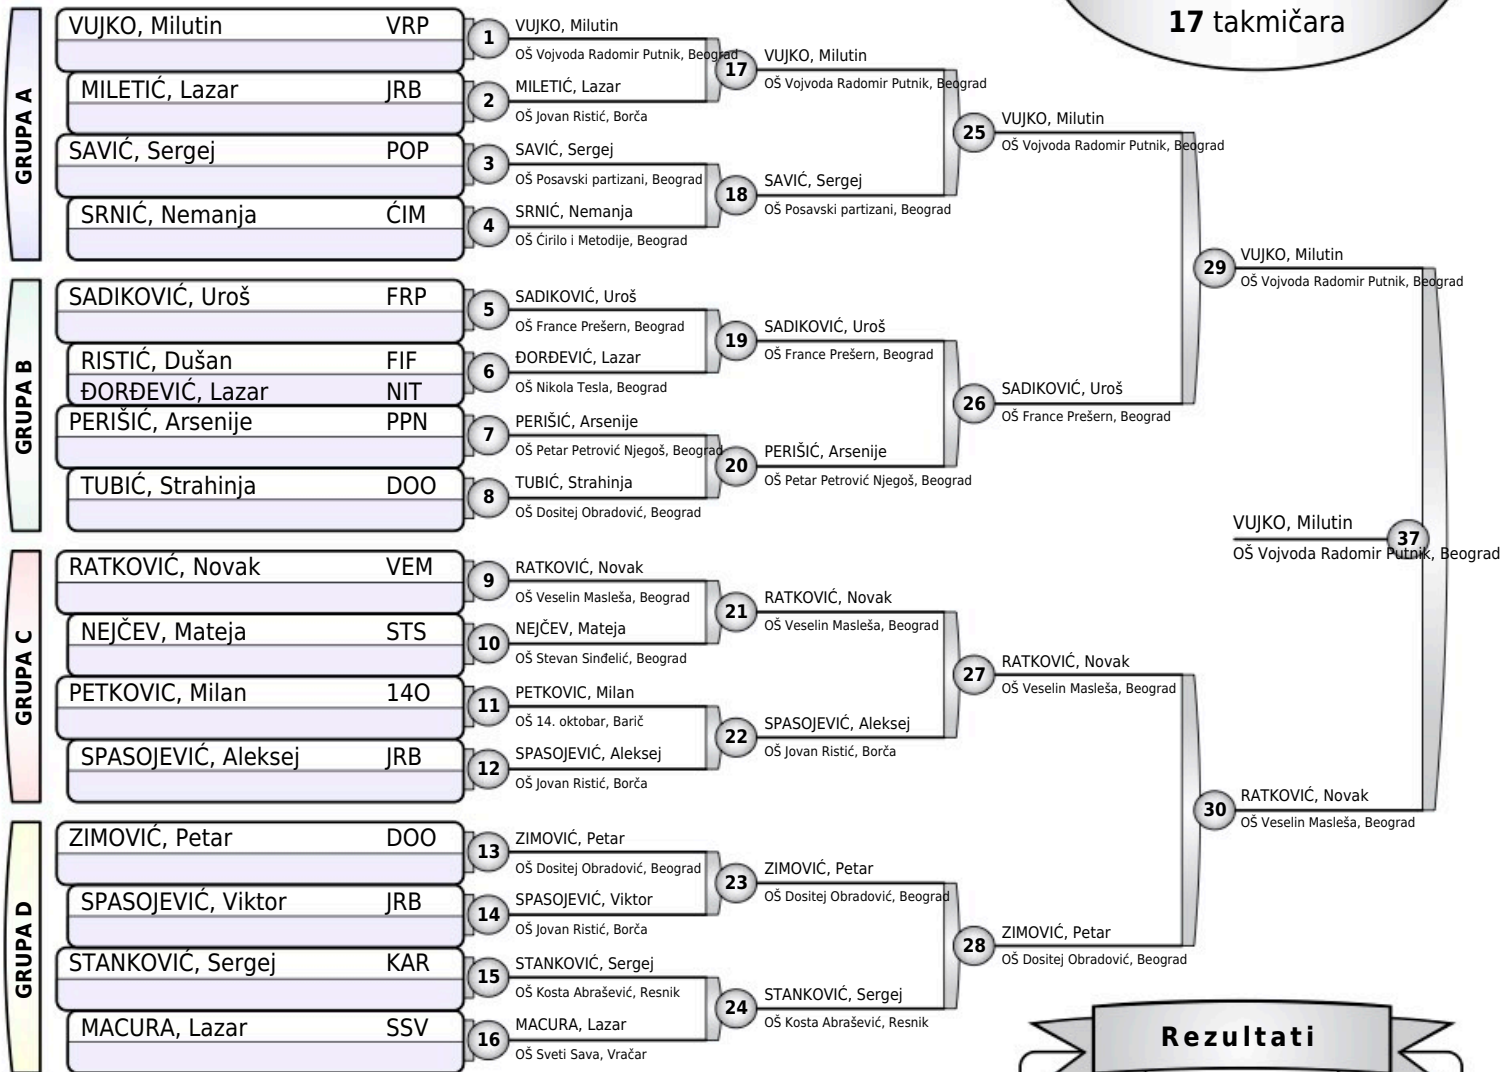 17 takmičara
GRUPA A
VUJKO, Milutin VRP
MILETIĆ, Lazar JRB
SAVIĆ, Sergej POP
SRNIĆ, Nemanja ĆIM
GRUPA B
SADIKOVIĆ, Uroš FRP
RISTIĆ, Dušan FIF
ĐORĐEVIĆ, Lazar NIT
PERIŠIĆ, Arsenije PPN
TUBIĆ, Strahinja DOO
GRUPA C
RATKOVIĆ, Novak VEM
NEJČEV, Mateja STS
PETKOVIC, Milan 14O
SPASOJEVIĆ, Aleksej JRB
GRUPA D
ZIMOVIĆ, Petar DOO
SPASOJEVIĆ, Viktor JRB
STANKOVIĆ, Sergej KAR
MACURA, Lazar SSV
1 VUJKO, Milutin
OŠ Vojvoda Radomir Putnik, Beograd
2 MILETIĆ, Lazar
OŠ Jovan Ristić, Borča
3 SAVIĆ, Sergej
OŠ Posavski partizani, Beograd
4 SRNIĆ, Nemanja
OŠ Ćirilo i Metodije, Beograd
5 SADIKOVIĆ, Uroš
OŠ France Prešern, Beograd
6 ĐORĐEVIĆ, Lazar
OŠ Nikola Tesla, Beograd
7 PERIŠIĆ, Arsenije
OŠ Petar Petrović Njegoš, Beograd
8 TUBIĆ, Strahinja
OŠ Dositej Obradović, Beograd
9 RATKOVIĆ, Novak
OŠ Veselin Masleša, Beograd
10 NEJČEV, Mateja
OŠ Stevan Sinđelić, Beograd
11 PETKOVIC, Milan
OŠ 14. oktobar, Barič
12 SPASOJEVIĆ, Aleksej
OŠ Jovan Ristić, Borča
13 ZIMOVIĆ, Petar
OŠ Dositej Obradović, Beograd
14 SPASOJEVIĆ, Viktor
OŠ Jovan Ristić, Borča
15 STANKOVIĆ, Sergej
OŠ Kosta Abrašević, Resnik
16 MACURA, Lazar
OŠ Sveti Sava, Vračar
17 VUJKO, Milutin
OŠ Vojvoda Radomir Putnik, Beograd
18 SAVIĆ, Sergej
OŠ Posavski partizani, Beograd
19 SADIKOVIĆ, Uroš
OŠ France Prešern, Beograd
20 PERIŠIĆ, Arsenije
OŠ Petar Petrović Njegoš, Beograd
21 RATKOVIĆ, Novak
OŠ Veselin Masleša, Beograd
22 SPASOJEVIĆ, Aleksej
OŠ Jovan Ristić, Borča
23 ZIMOVIĆ, Petar
OŠ Dositej Obradović, Beograd
24 STANKOVIĆ, Sergej
OŠ Kosta Abrašević, Resnik
25 VUJKO, Milutin
OŠ Vojvoda Radomir Putnik, Beograd
26 SADIKOVIĆ, Uroš
OŠ France Prešern, Beograd
27 RATKOVIĆ, Novak
OŠ Veselin Masleša, Beograd
28 ZIMOVIĆ, Petar
OŠ Dositej Obradović, Beograd
29 VUJKO, Milutin
OŠ Vojvoda Radomir Putnik, Beograd
30 RATKOVIĆ, Novak
OŠ Veselin Masleša, Beograd
VUJKO, Milutin 37
OŠ Vojvoda Radomir Putnik, Beograd
Rezultati